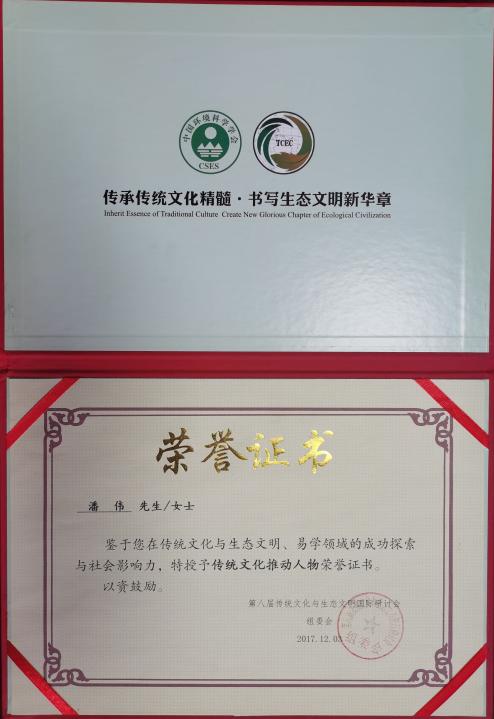 中国环境科学学会
CSES
TCEC
传承传统文化精髓·书写生态文明新华章
Inherit Essence of Traditional Culture Create New Glorious Chapter of Ecological Civilization
荣誉证书
潘 伟 先生/女士
鉴于您在传统文化与生态文明、易学领域的成功探索
与社会影响力，特授予传统文化推动人物荣誉证书。
以资鼓励。
第八届传统文化与生态文明国际研讨会
组委会
2017.12.03